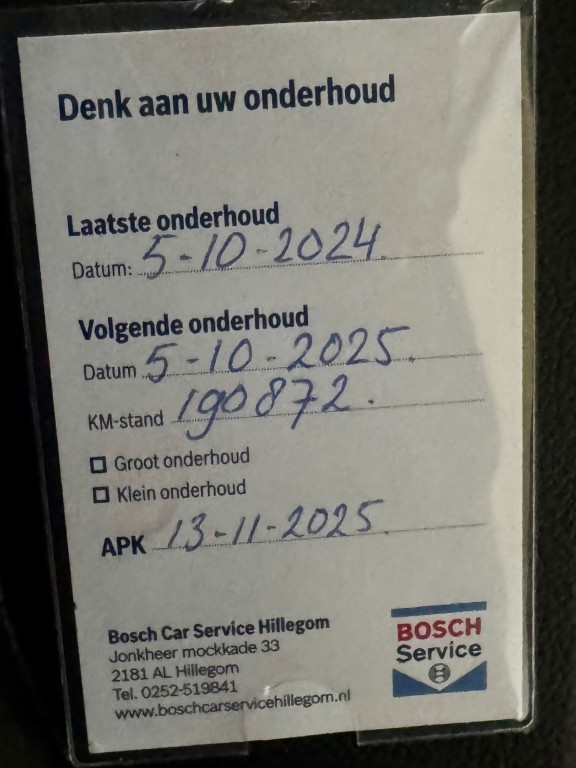 Denk aan uw onderhoud
Laatste onderhoud
Datum: 5-10-2024
Volgende onderhoud
Datum 5-10-2025.
KM-stand 190872.
Groot onderhoud
Klein onderhoud
APK 13-11-2025
Bosch Car Service Hillegom
Jonkheer mockkade 33
2181 AL Hillegom
Tel. 0252-519841
www.boschcarservicehillegom.nl
BOSCH
Service